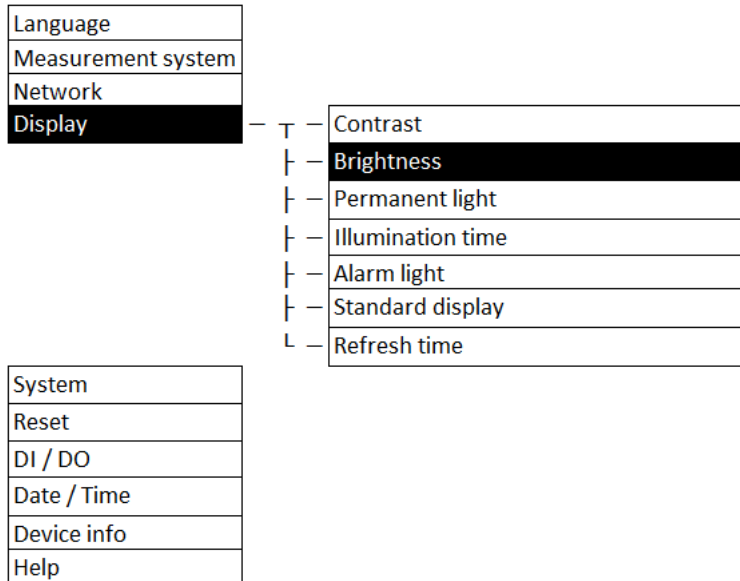 Language
Measurement system
Network
Display
Contrast
Brightness
Permanent light
Illumination time
Alarm light
Standard display
Refresh time
System
Reset
DI / DO
Date / Time
Device info
Help